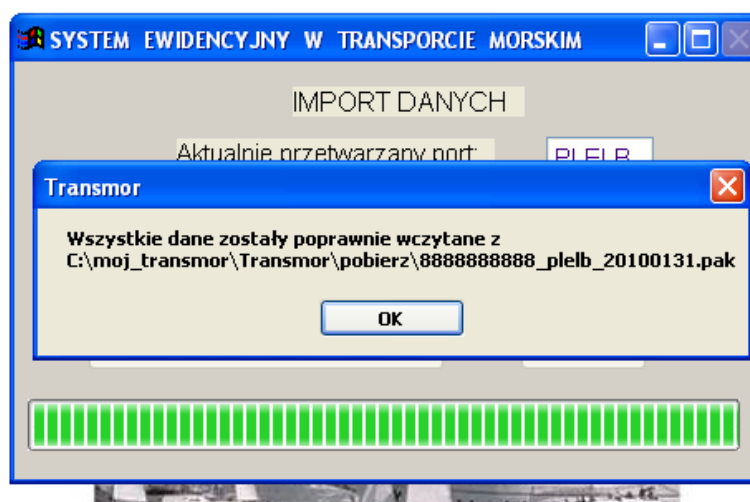 SYSTEM EWIDENCYJNY W TRANSPORCIE MORSKIM
IMPORT DANYCH
Aktualnie przetwarzany port: PLELB
Transmor
Wszystkie dane zostały poprawnie wczytane z
C:\moj_transmor\Transmor\pobierz\8888888888_plelb_20100131.pak
OK